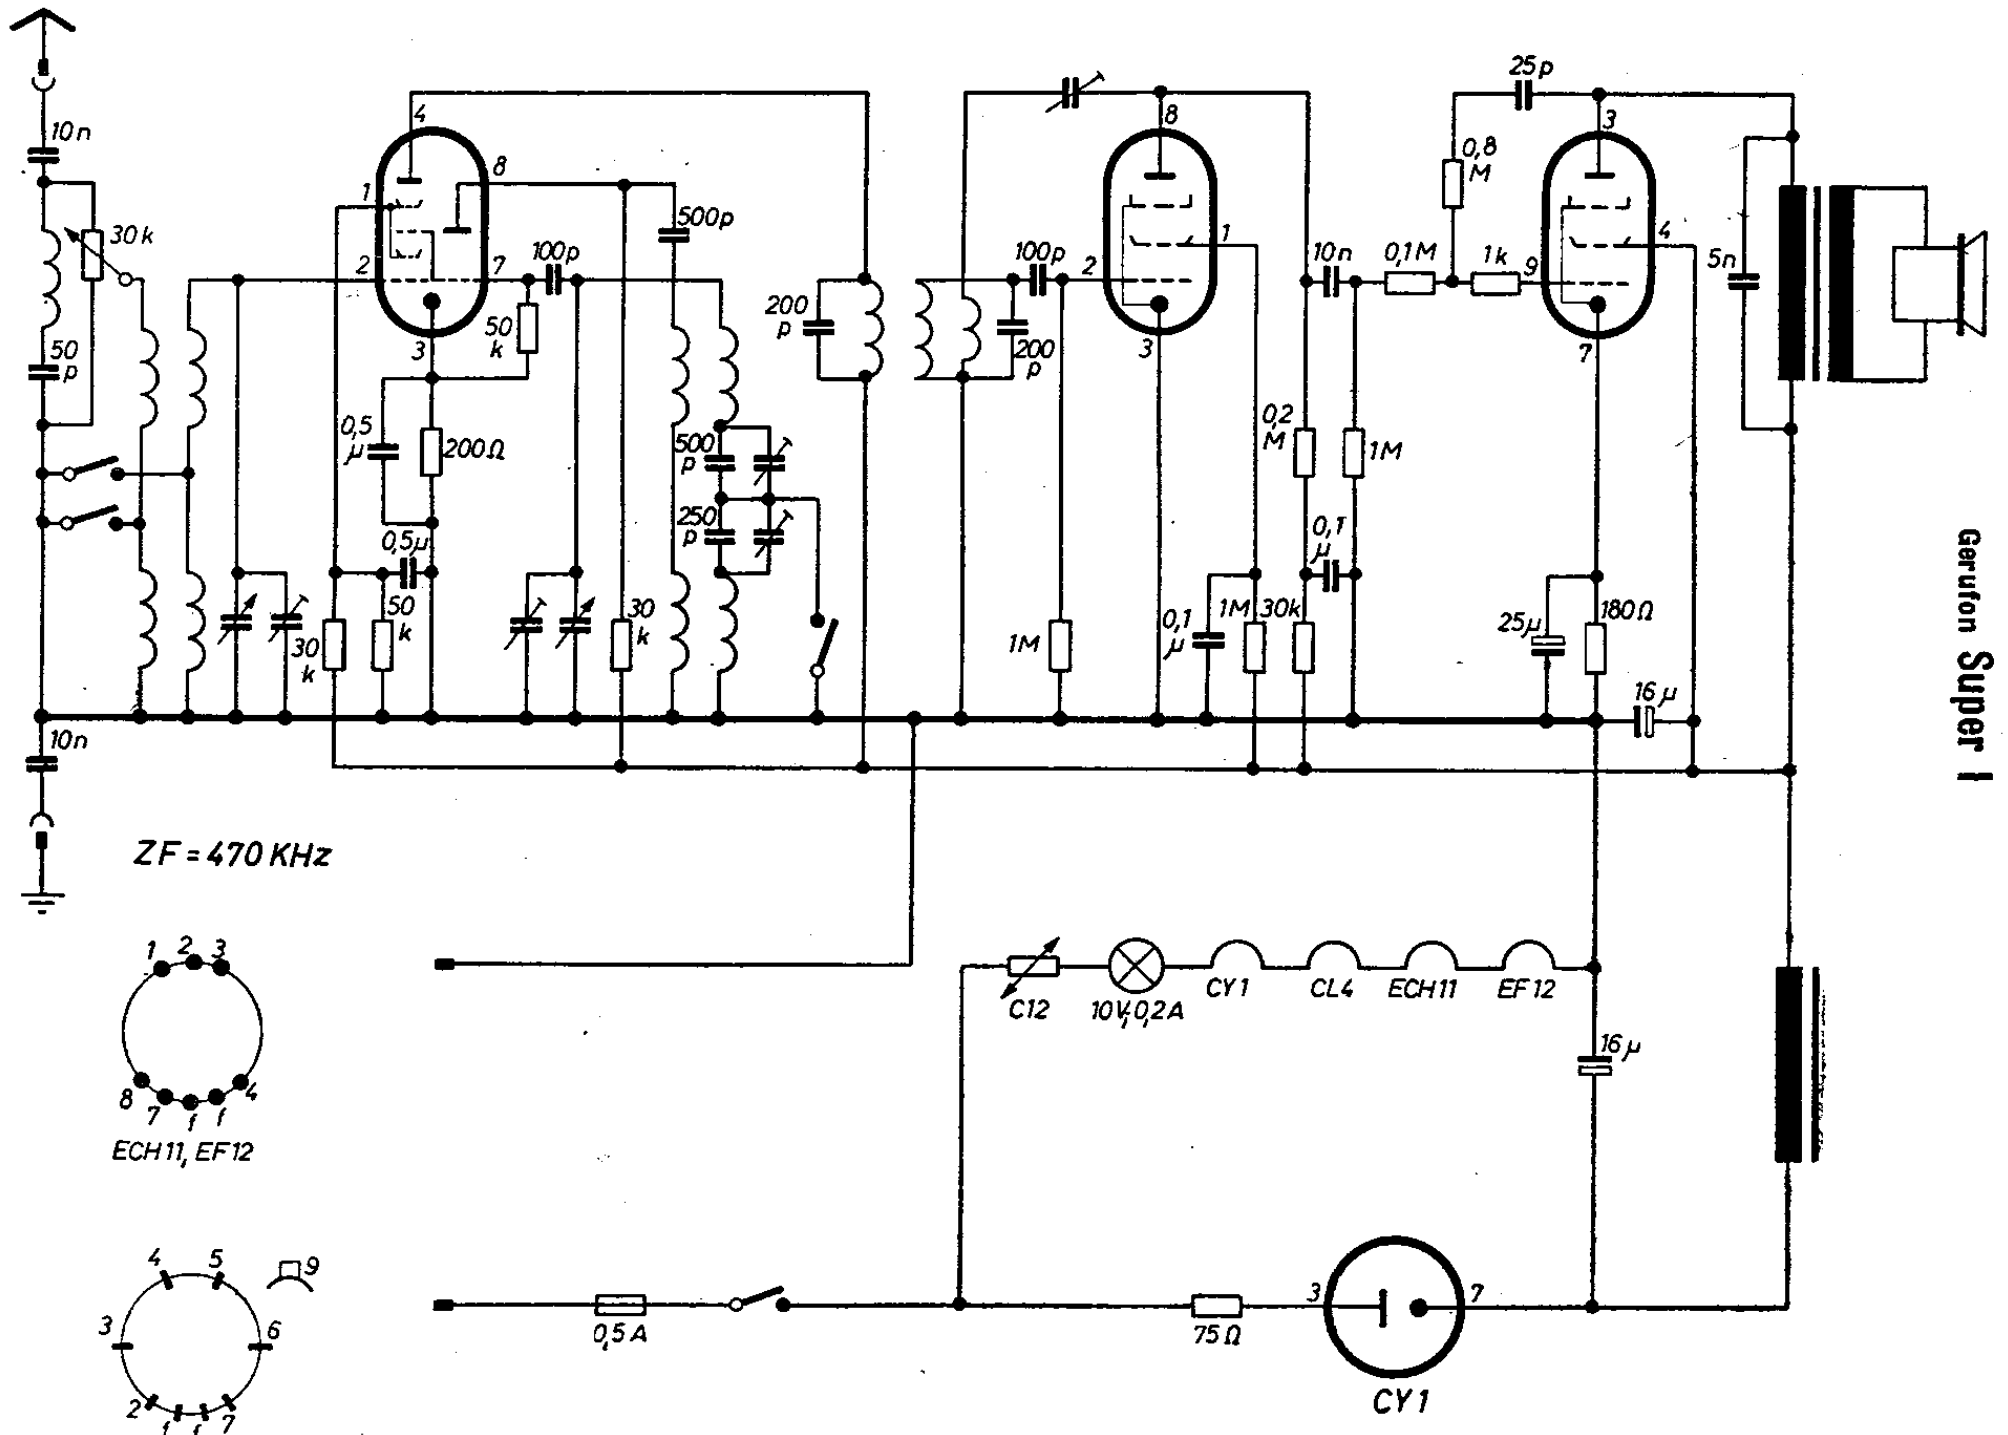 25p
4
8
3
10n
0,8
M
8
1
30k
500p
1
4
2
7
100p
100p
2
10n
0,1M
1k
9
5n
50
k
200
p
50
p
3
200
p
3
7
0,5
µ
200Ω
500
p
0,2
M
1M
250
p
0,1
µ
0,5µ
50
k
30
k
30
k
1M
0,1
µ
1M
30k
25µ
180Ω
16µ
10n
Gerufon Super I
ZF = 470 KHz
1
2
3
8
7
f
f
4
ECH11, EF12
C12
10V,0,2A
CY1
CL4
ECH11
EF12
16µ
4
5
9
3
6
2
f
f
7
0,5A
75Ω
3
7
CY1